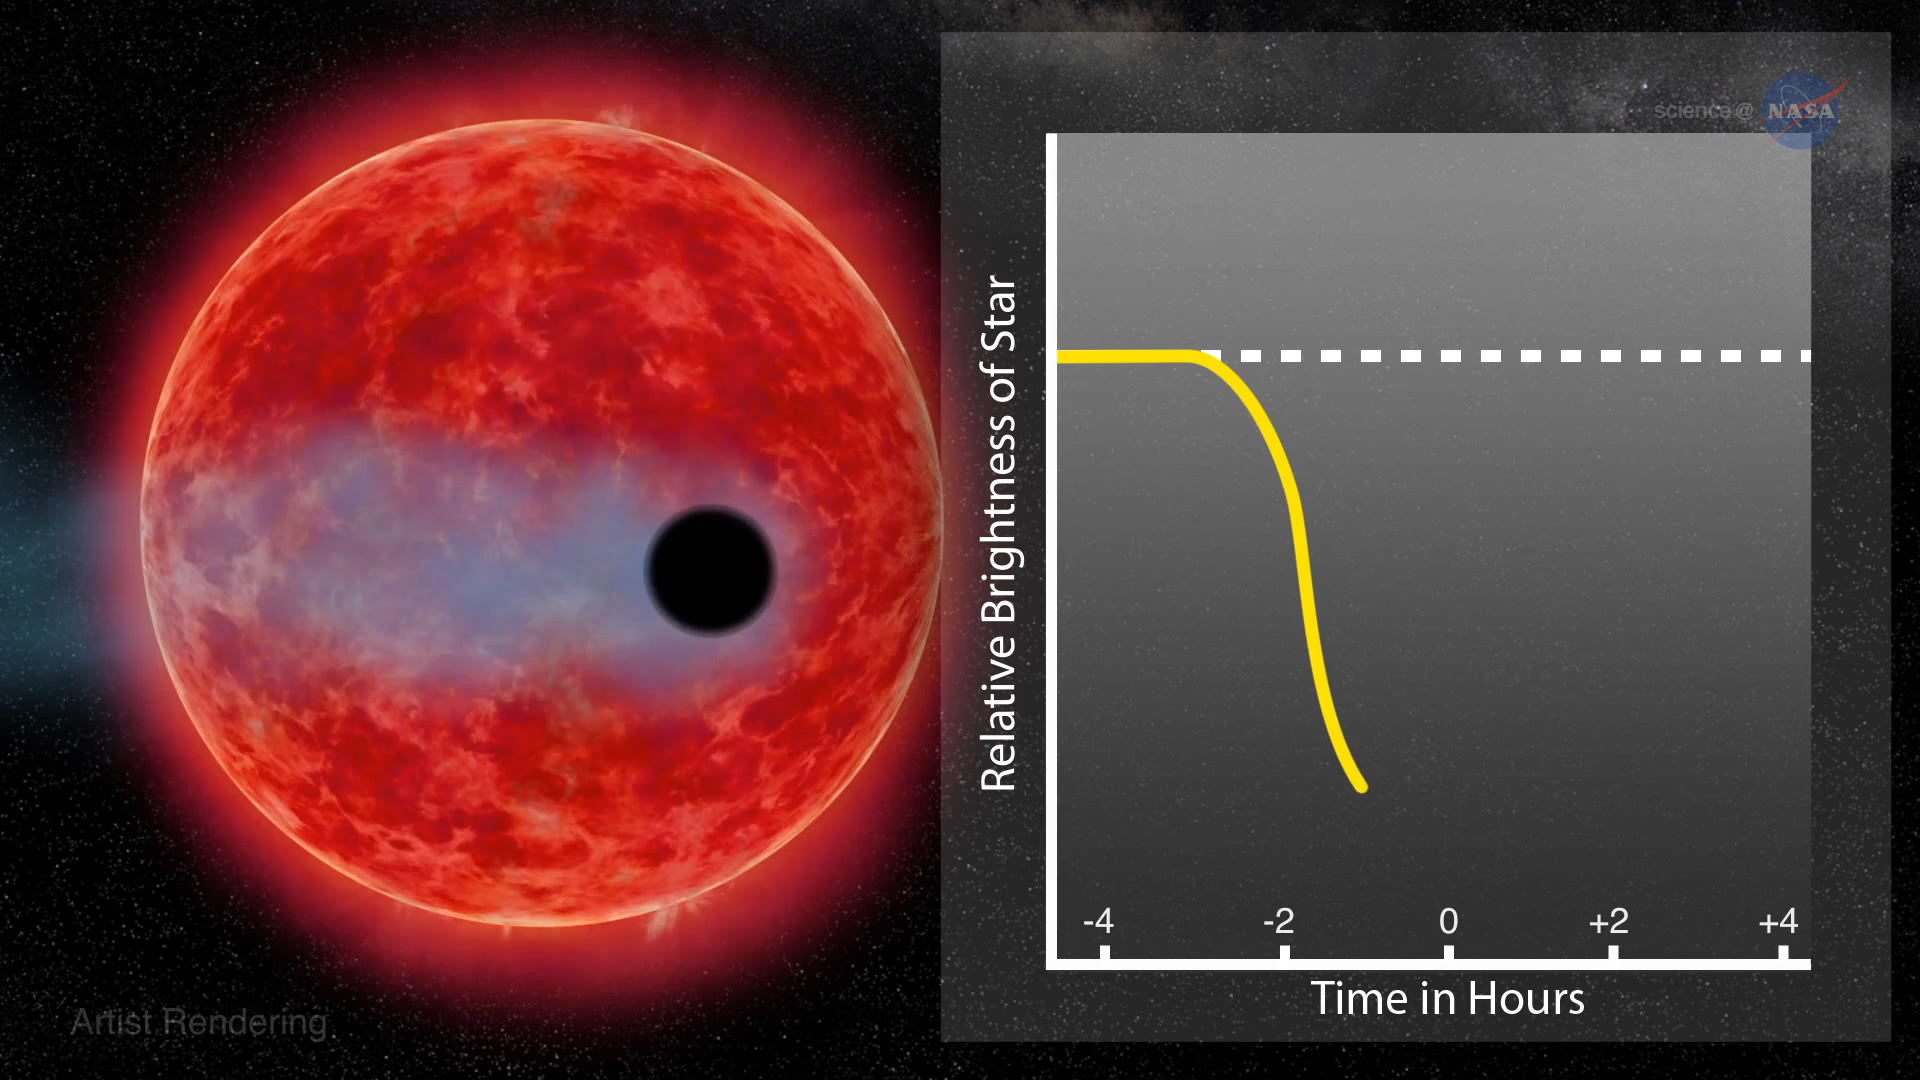 science@ NASA
Relative Brightness of Star
-4 -2 0 +2 +4
Time in Hours
Artist Rendering